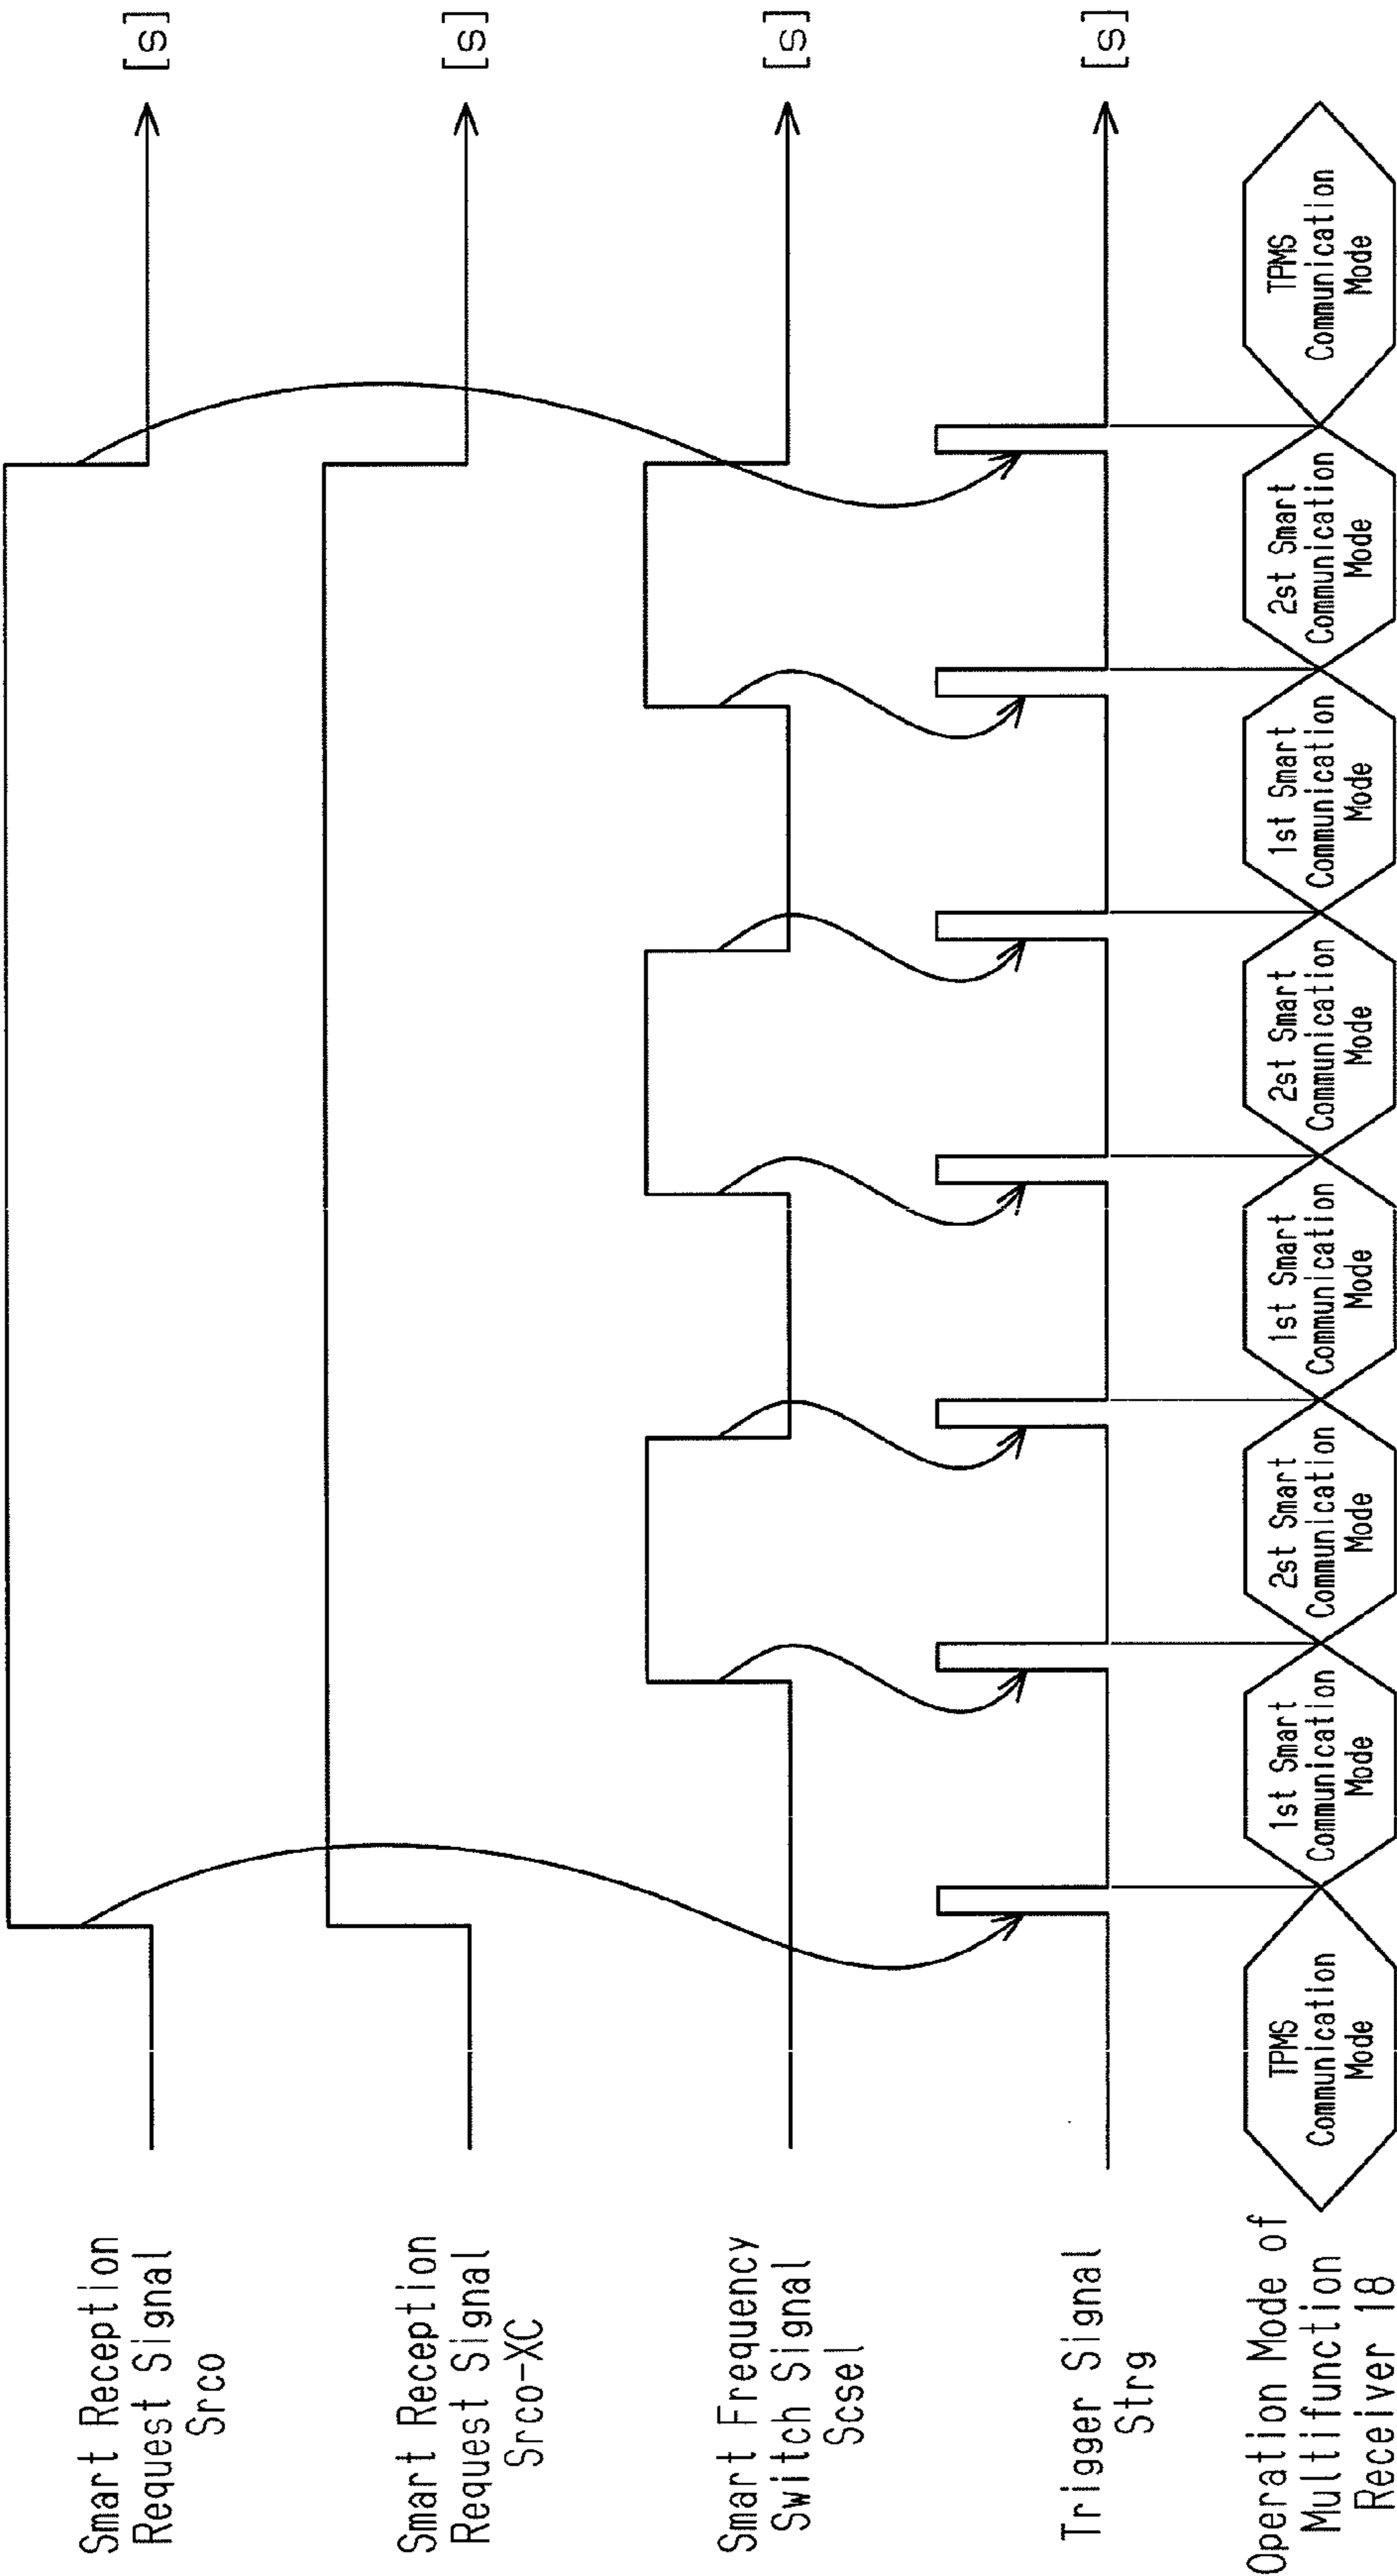 Smart Reception
Request Signal
Srco
[s]
Smart Reception
Request Signal
Srco-XC
[s]
Smart Frequency
Switch Signal
Scsel
[s]
Trigger Signal
Strg
[s]
Operation Mode of
Multifunction
Receiver 18
TPMS
Communication
Mode
1st Smart
Communication
Mode
2st Smart
Communication
Mode
1st Smart
Communication
Mode
2st Smart
Communication
Mode
1st Smart
Communication
Mode
2st Smart
Communication
Mode
TPMS
Communication
Mode